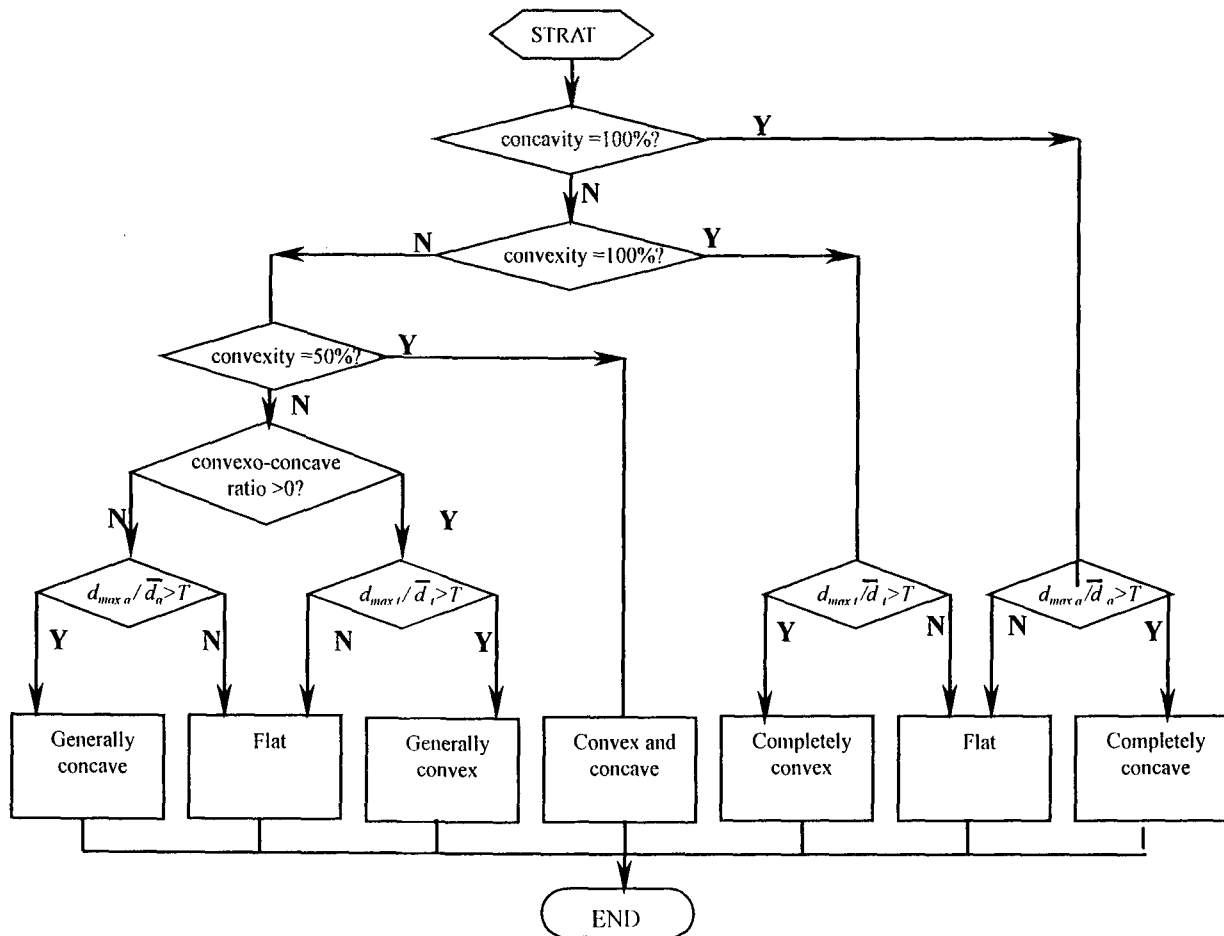 STRAT
concavity =100%?
Y
N
convexity =100%?
N
Y
convexity =50%?
Y
N
convexo-concave
ratio >0?
N
Y
d_max a / d̄_a >T
d_max t / d̄_t >T
d_max t / d̄_t >T
d_max a / d̄_a >T
Y
N
N
Y
Y
N
N
Y
Generally
concave
Flat
Generally
convex
Convex and
concave
Completely
convex
Flat
Completely
concave
END